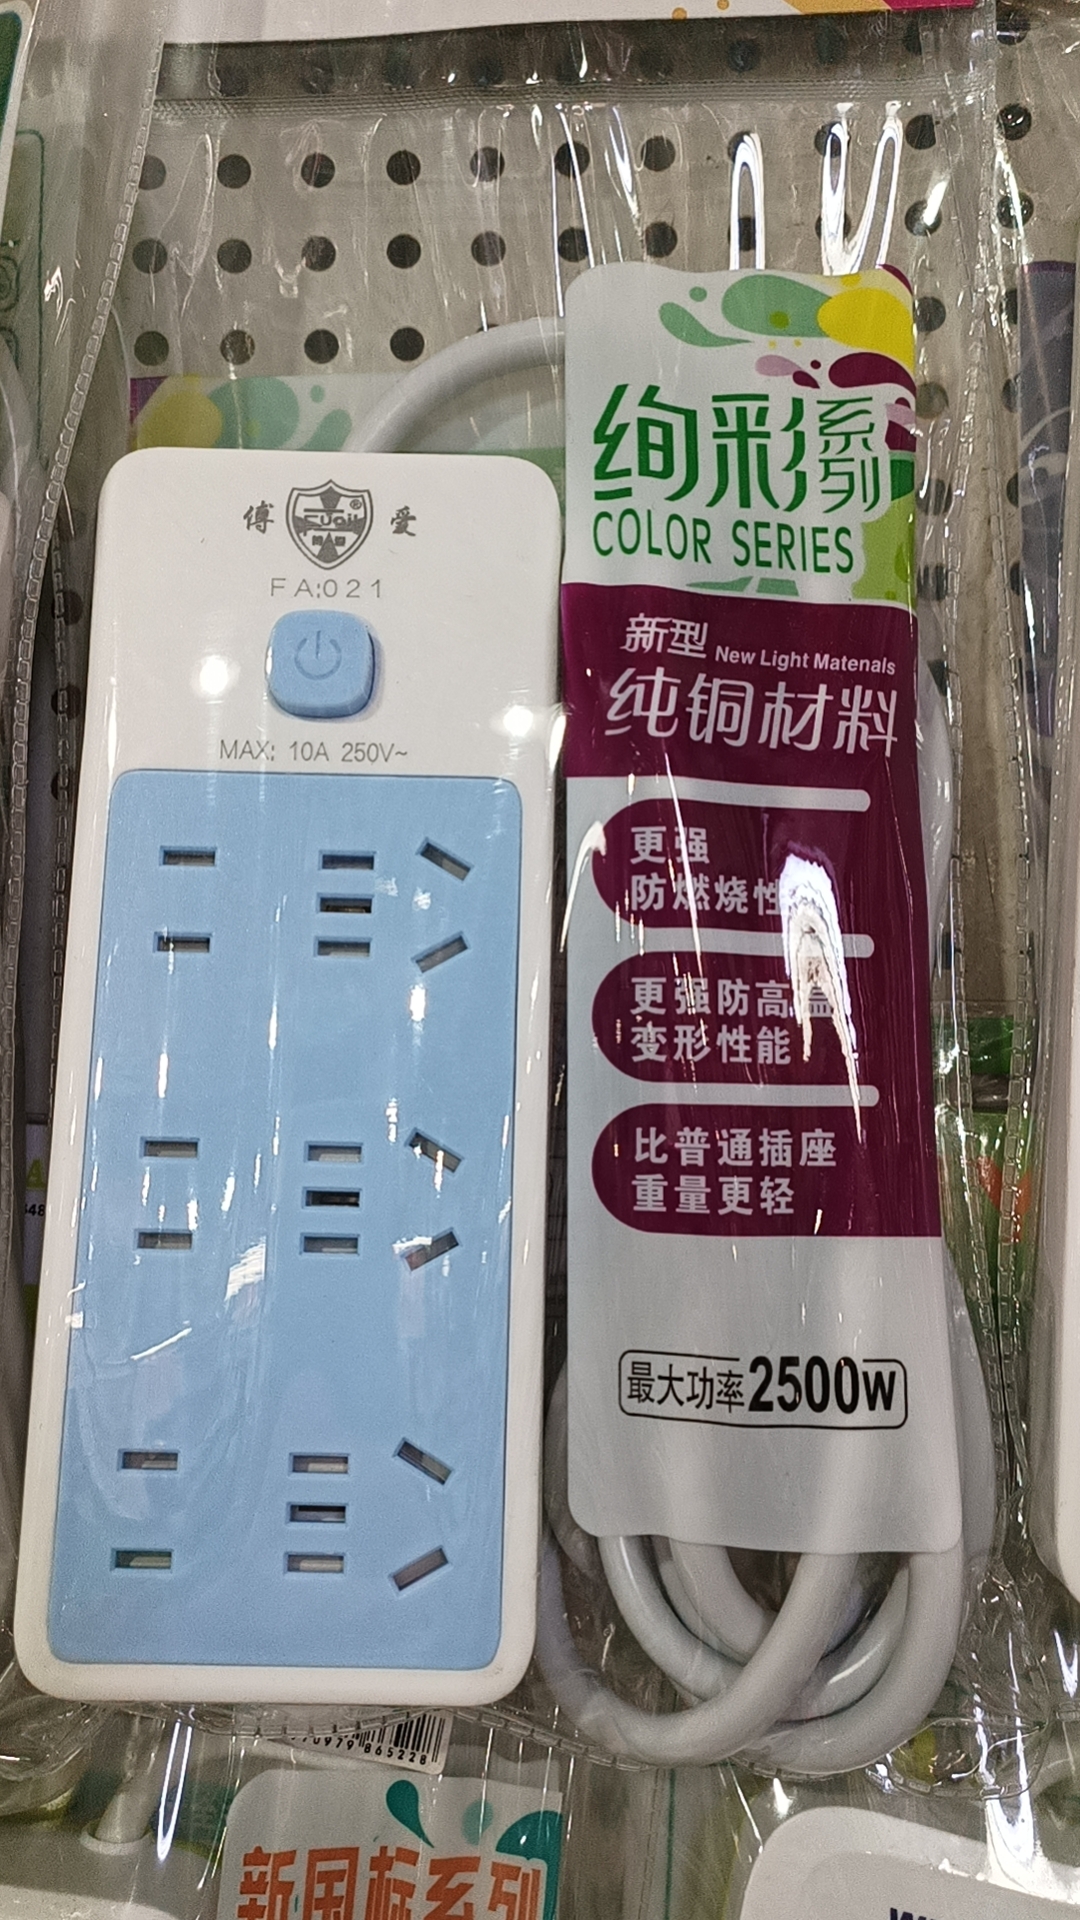 傅 爱
FA:021
MAX: 10A 250V~
绚彩系列
COLOR SERIES
新型 New Light Matenals
纯铜材料
更强
防燃烧性
更强防高温
变形性能
比普通插座
重量更轻
最大功率2500W
70979 865228
新国标系列